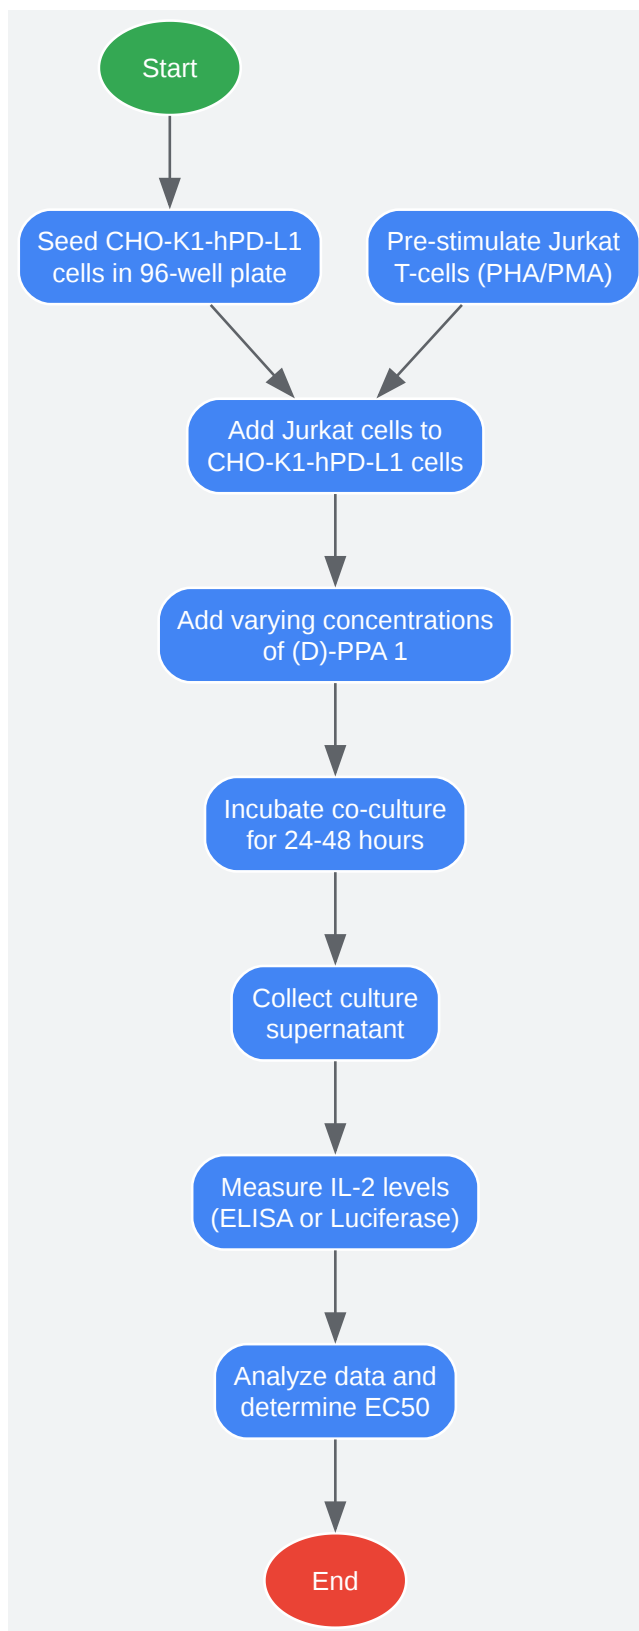 Start
Seed CHO-K1-hPD-L1
cells in 96-well plate
Pre-stimulate Jurkat
T-cells (PHA/PMA)
Add Jurkat cells to
CHO-K1-hPD-L1 cells
Add varying concentrations
of (D)-PPA 1
Incubate co-culture
for 24-48 hours
Collect culture
supernatant
Measure IL-2 levels
(ELISA or Luciferase)
Analyze data and
determine EC50
End